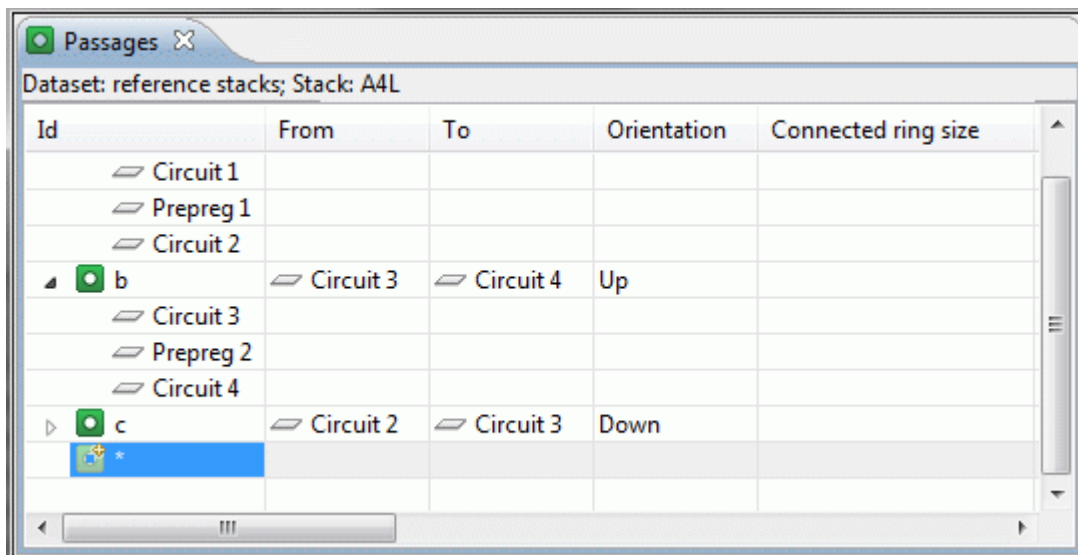 Passages
Dataset: reference stacks; Stack: A4L
Id From To Orientation Connected ring size
Circuit 1
Prepreg 1
Circuit 2
b Circuit 3 Circuit 4 Up
Circuit 3
Prepreg 2
Circuit 4
c Circuit 2 Circuit 3 Down
*